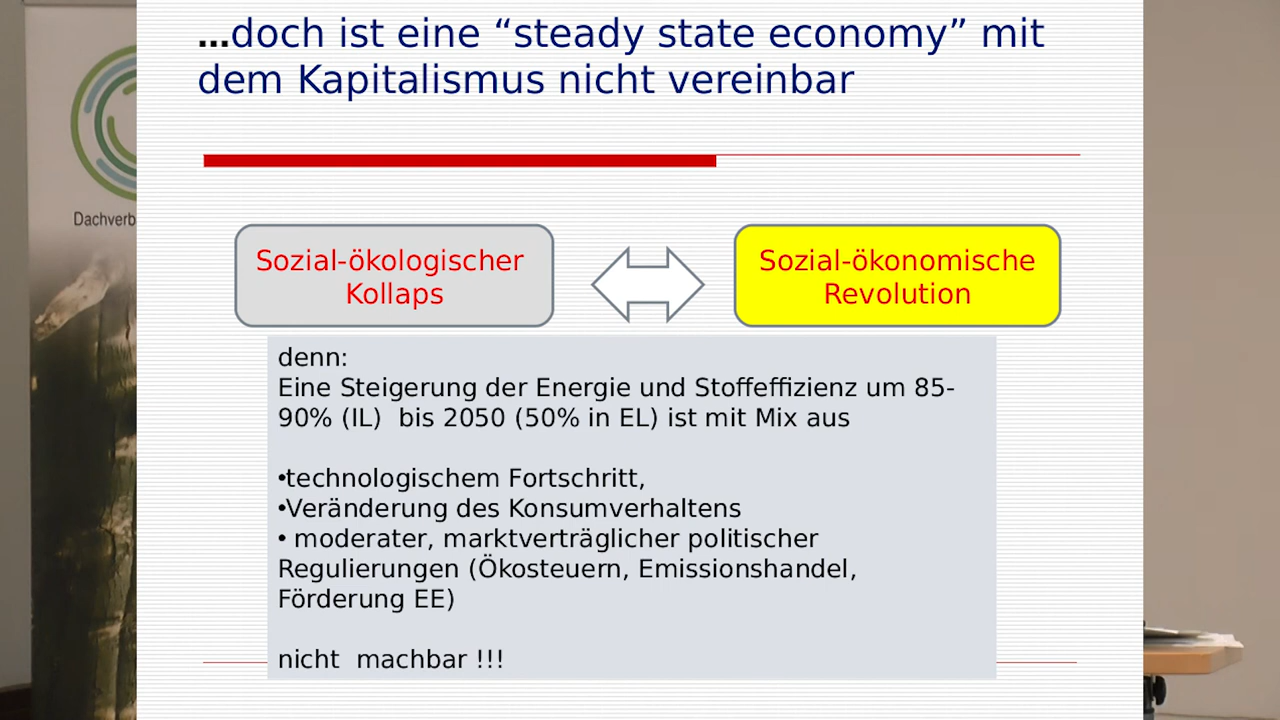 ...doch ist eine “steady state economy” mit
dem Kapitalismus nicht vereinbar
Dachverb
Sozial-ökologischer
Kollaps
Sozial-ökonomische
Revolution
denn:
Eine Steigerung der Energie und Stoffeffizienz um 85-
90% (IL)  bis 2050 (50% in EL) ist mit Mix aus
•technologischem Fortschritt,
•Veränderung des Konsumverhaltens
• moderater, marktverträglicher politischer
Regulierungen (Ökosteuern, Emissionshandel,
Förderung EE)
nicht  machbar !!!